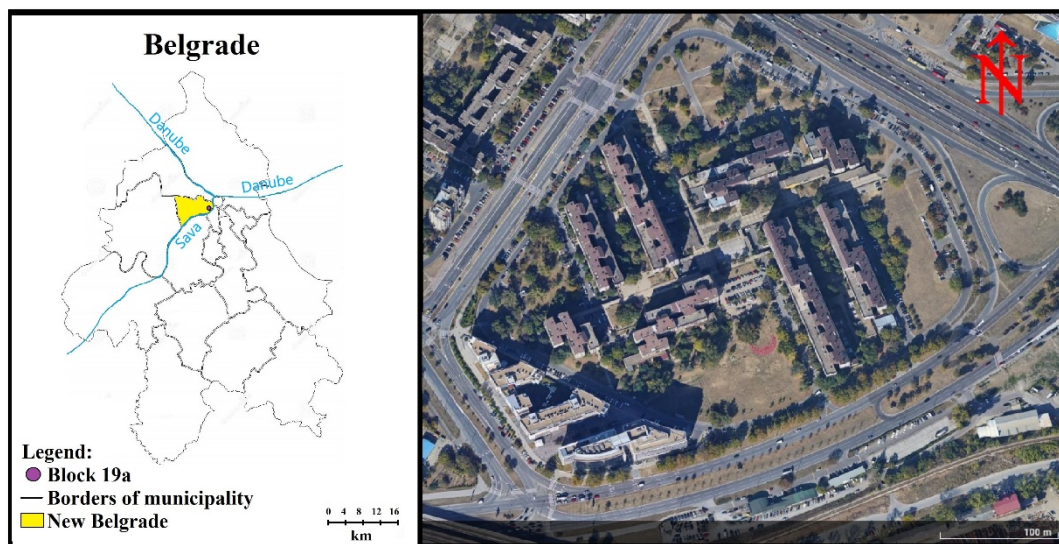 Belgrade
Danube
Danube
Sava
Legend:
Block 19a
Borders of municipality
New Belgrade
0 4 8 12 16
km
N
100 m